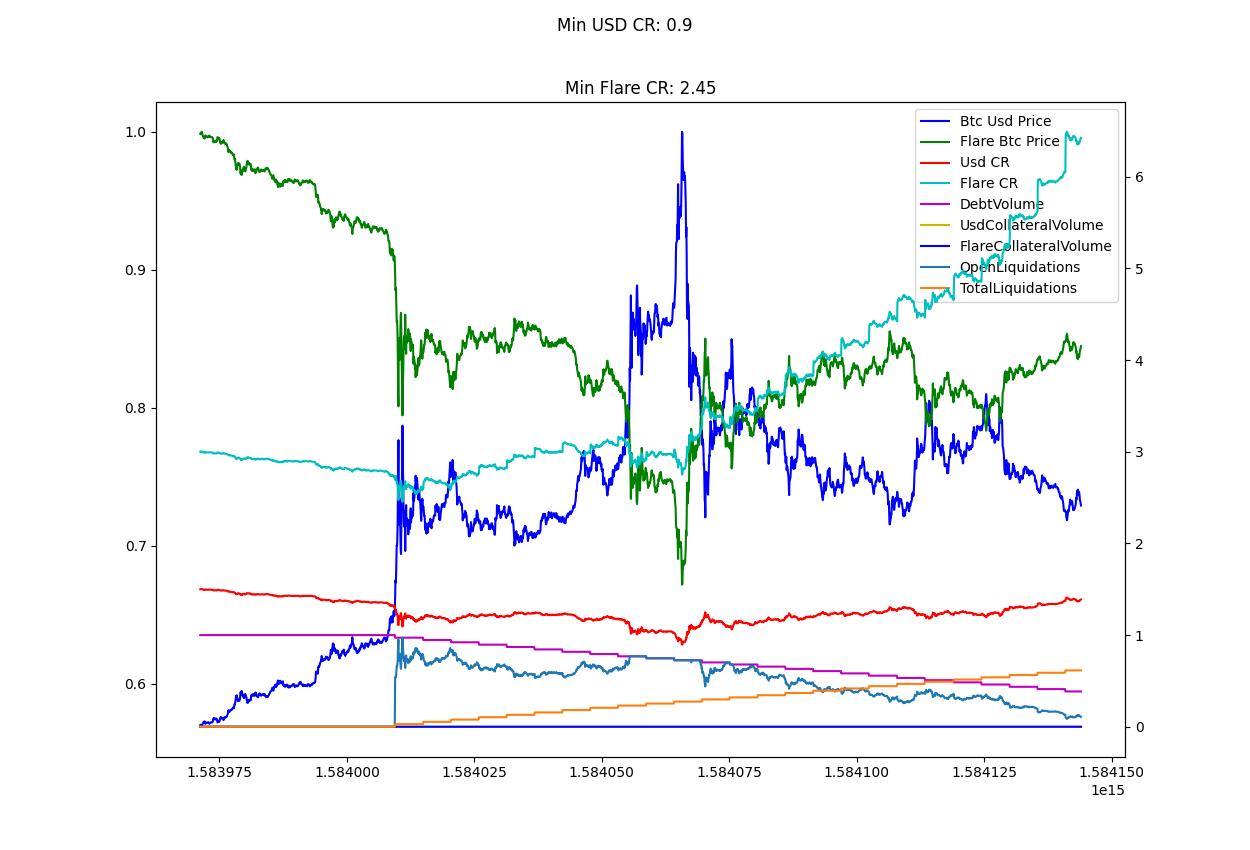 Min USD CR: 0.9
Min Flare CR: 2.45
1.0
0.9
0.8
0.7
0.6
Btc Usd Price
Flare Btc Price
Usd CR
Flare CR
DebtVolume
UsdCollateralVolume
FlareCollateralVolume
OpenLiquidations
TotalLiquidations
6
5
4
3
2
1
0
1.583975 1.584000 1.584025 1.584050 1.584075 1.584100 1.584125 1.584150
1e15